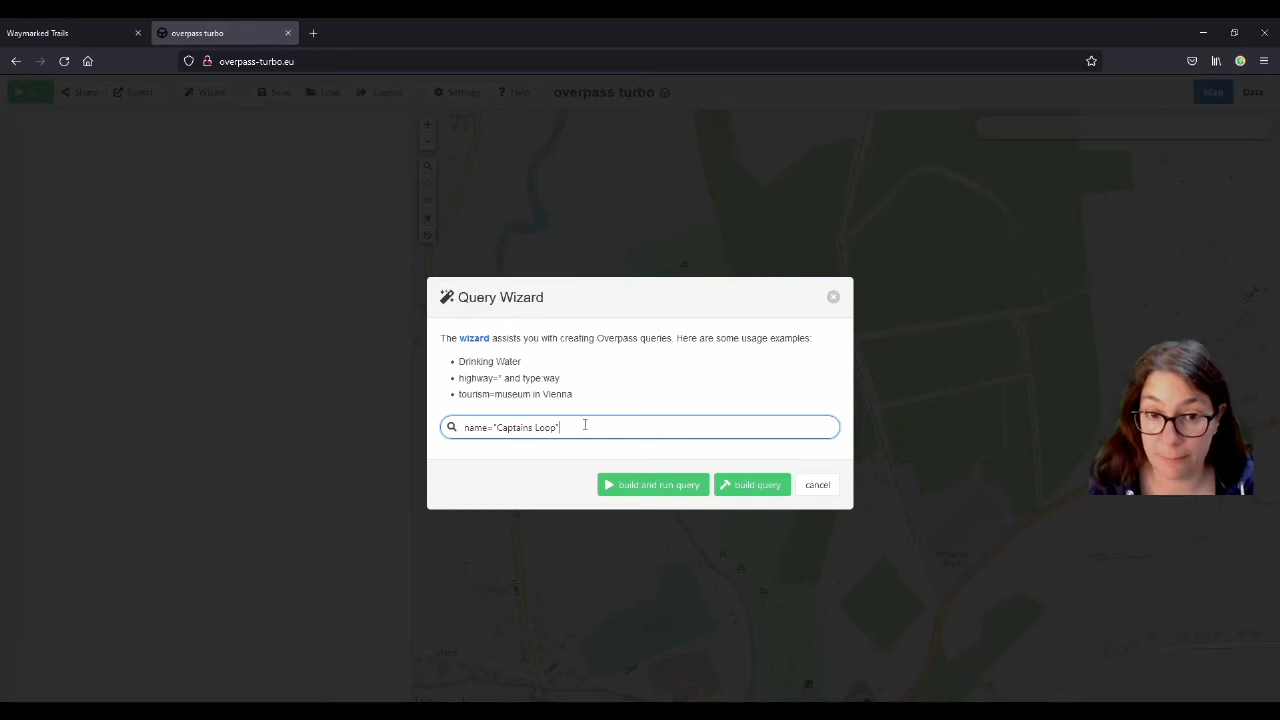 Waymarked Trails
overpass turbo
overpass-turbo.eu
Share
Export
Wizard
Save
Load
Logout
Settings
Help
overpass turbo
Map
Data
Query Wizard
The wizard assists you with creating Overpass queries. Here are some usage examples:
• Drinking Water
• highway=* and type:way
• tourism=museum in Vienna
name="Captains Loop"
build and run query
build query
cancel